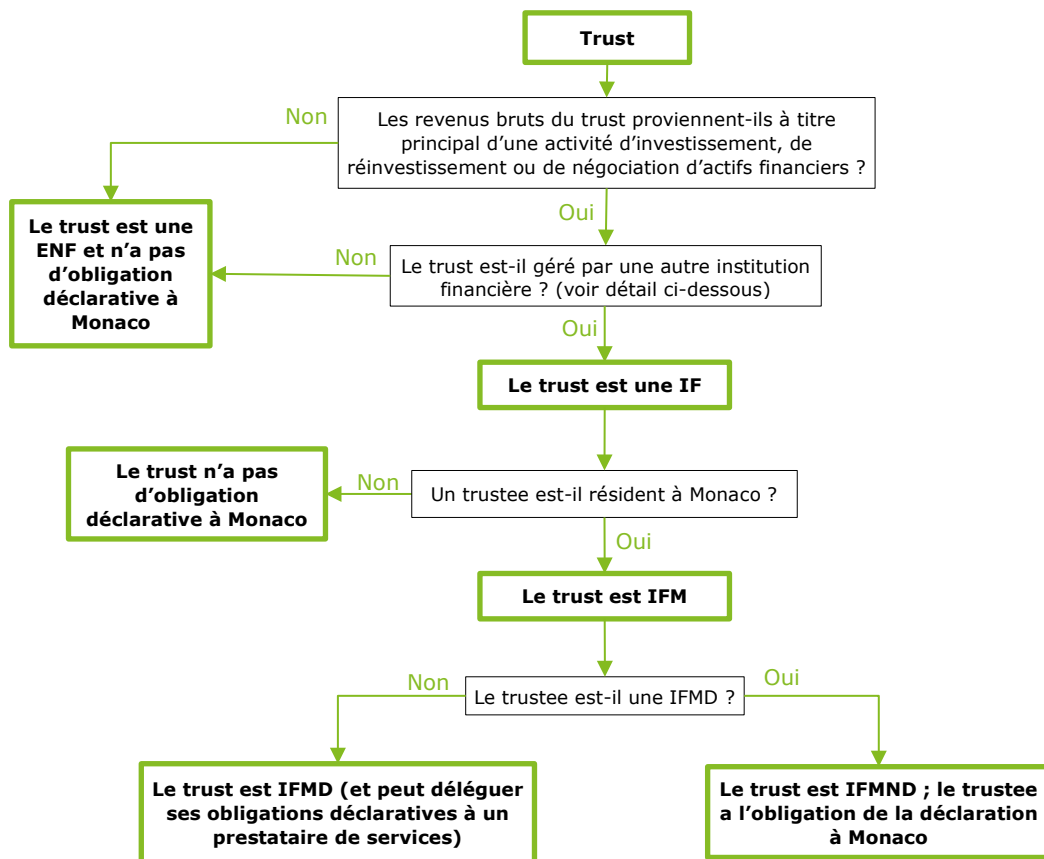 Trust
Non
Les revenus bruts du trust proviennent-ils à titre
principal d’une activité d’investissement, de
réinvestissement ou de négociation d’actifs financiers ?
Oui
Le trust est une
ENF et n’a pas
d’obligation
déclarative à
Monaco
Non
Le trust est-il géré par une autre institution
financière ? (voir détail ci-dessous)
Oui
Le trust est une IF
Le trust n’a pas
d’obligation
déclarative à Monaco
Non
Un trustee est-il résident à Monaco ?
Oui
Le trust est IFM
Non
Le trustee est-il une IFMD ?
Oui
Le trust est IFMD (et peut déléguer
ses obligations déclaratives à un
prestataire de services)
Le trust est IFMND ; le trustee
a l’obligation de la déclaration
à Monaco